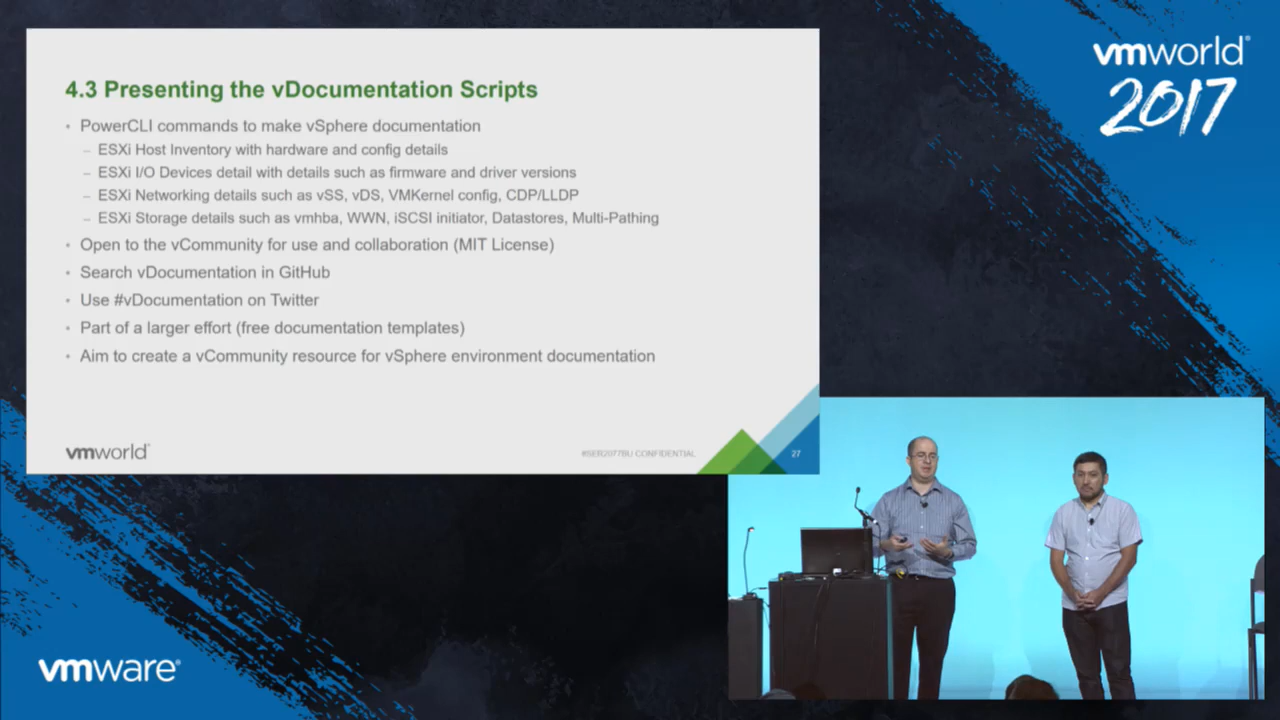 4.3 Presenting the vDocumentation Scripts
• PowerCLI commands to make vSphere documentation
– ESXi Host Inventory with hardware and config details
– ESXi I/O Devices detail with details such as firmware and driver versions
– ESXi Networking details such as vSS, vDS, VMKernel config, CDP/LLDP
– ESXi Storage details such as vmhba, WWN, iSCSI initiator, Datastores, Multi-Pathing
• Open to the vCommunity for use and collaboration (MIT License)
• Search vDocumentation in GitHub
• Use #vDocumentation on Twitter
• Part of a larger effort (free documentation templates)
• Aim to create a vCommunity resource for vSphere environment documentation
vmworld
#SER2077BU CONFIDENTIAL
27
vmworld®
2017
vmware®